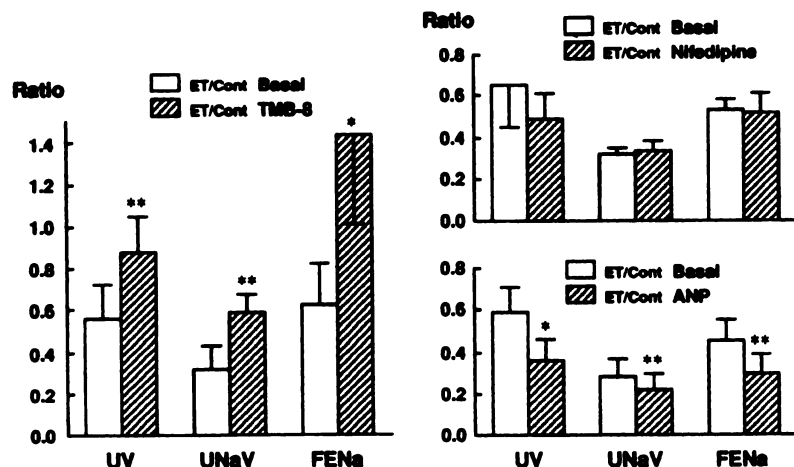 Ratio
ET/Cont Basal
ET/Cont TMB-8
1.4
1.2
1.0
0.8
0.6
0.4
0.2
0.0
**
**
*
UV
UNaV
FENa
Ratio
ET/Cont Basal
ET/Cont Nifedipine
0.8
0.6
0.4
0.2
0.0
ET/Cont Basal
ET/Cont ANP
0.8
0.6
0.4
0.2
0.0
*
**
**
UV
UNaV
FENa